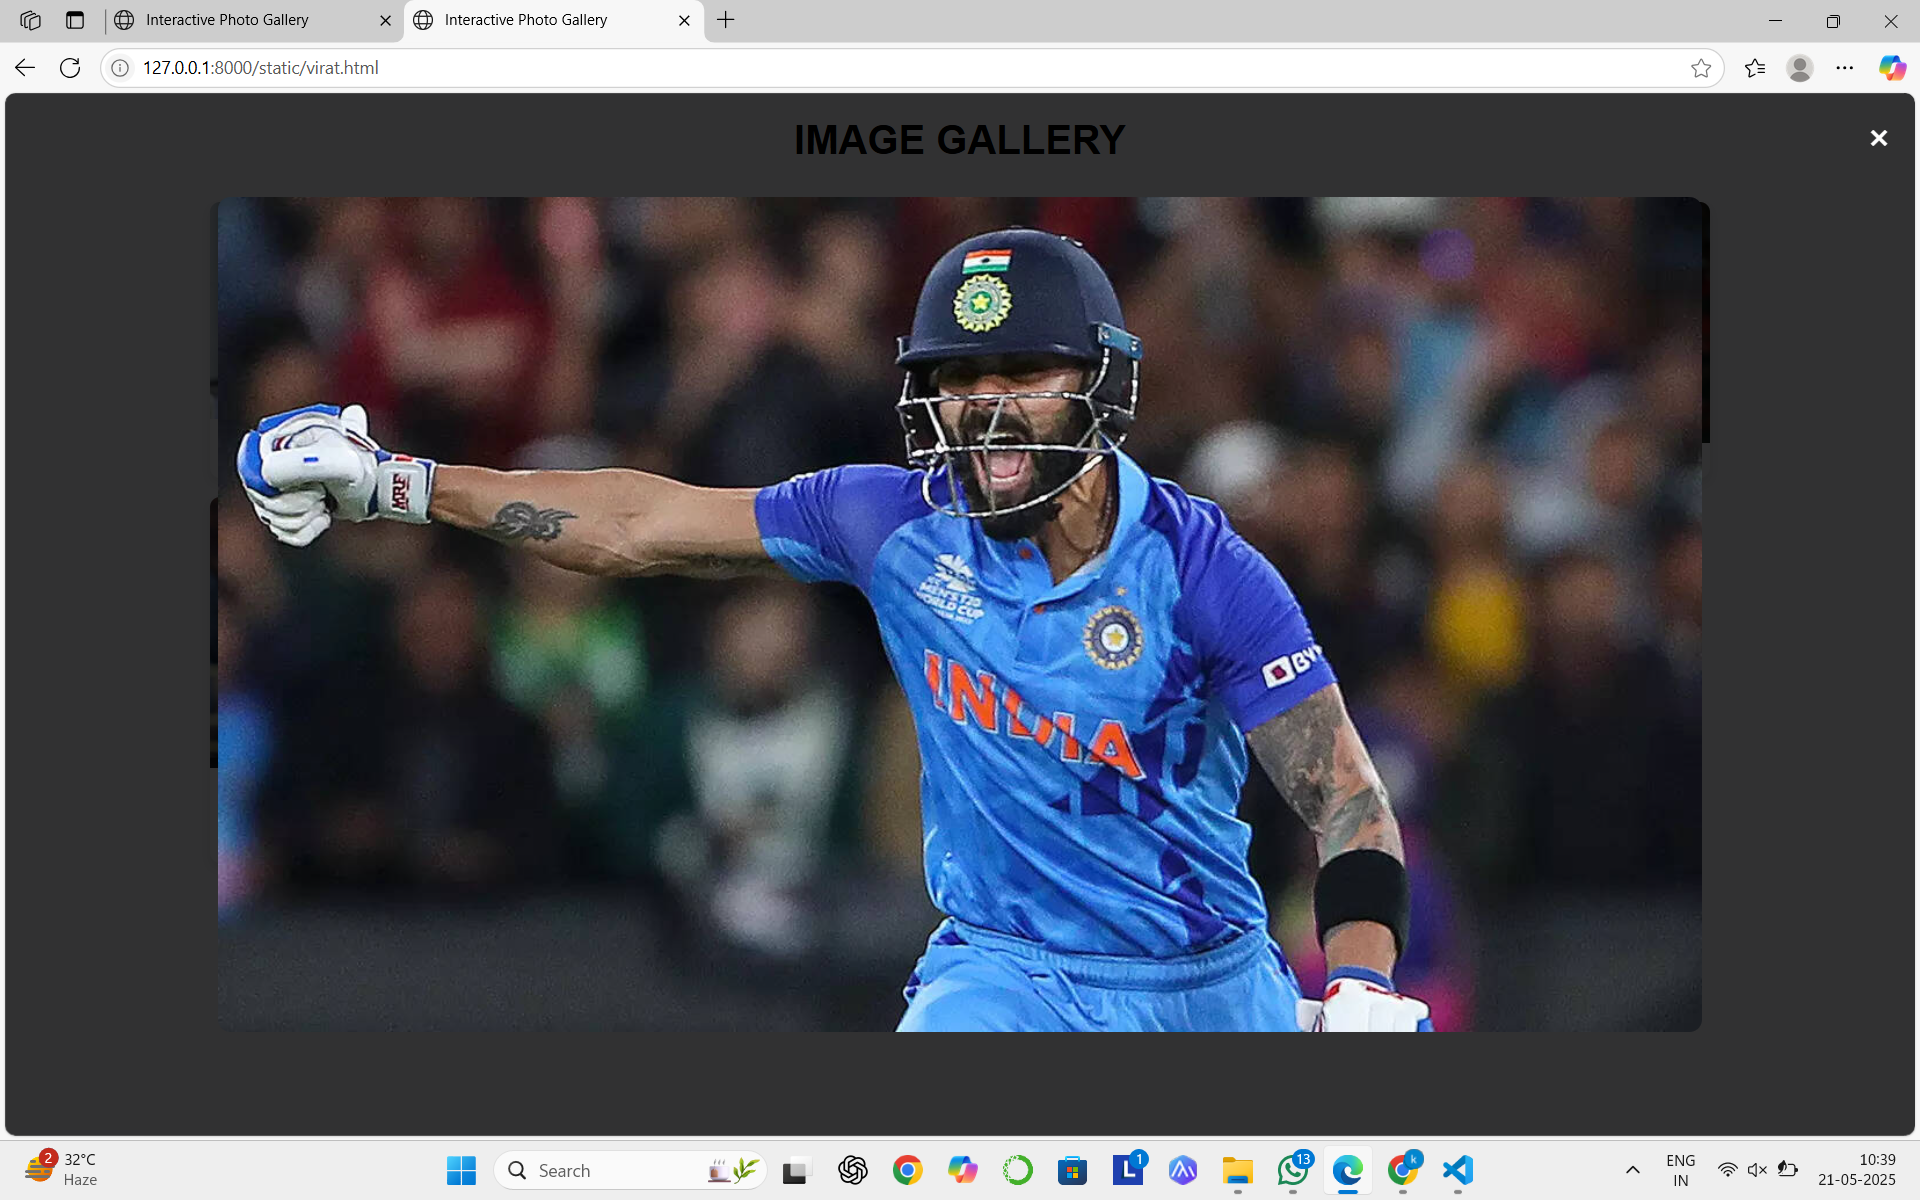 Interactive Photo Gallery
Interactive Photo Gallery
127.0.0.1:8000/static/virat.html
IMAGE GALLERY
MRF
MEN'S T20
WORLD CUP
INDIA
2
32°C
Haze
Search
L
1
13
k
ENG
IN
10:39
21-05-2025